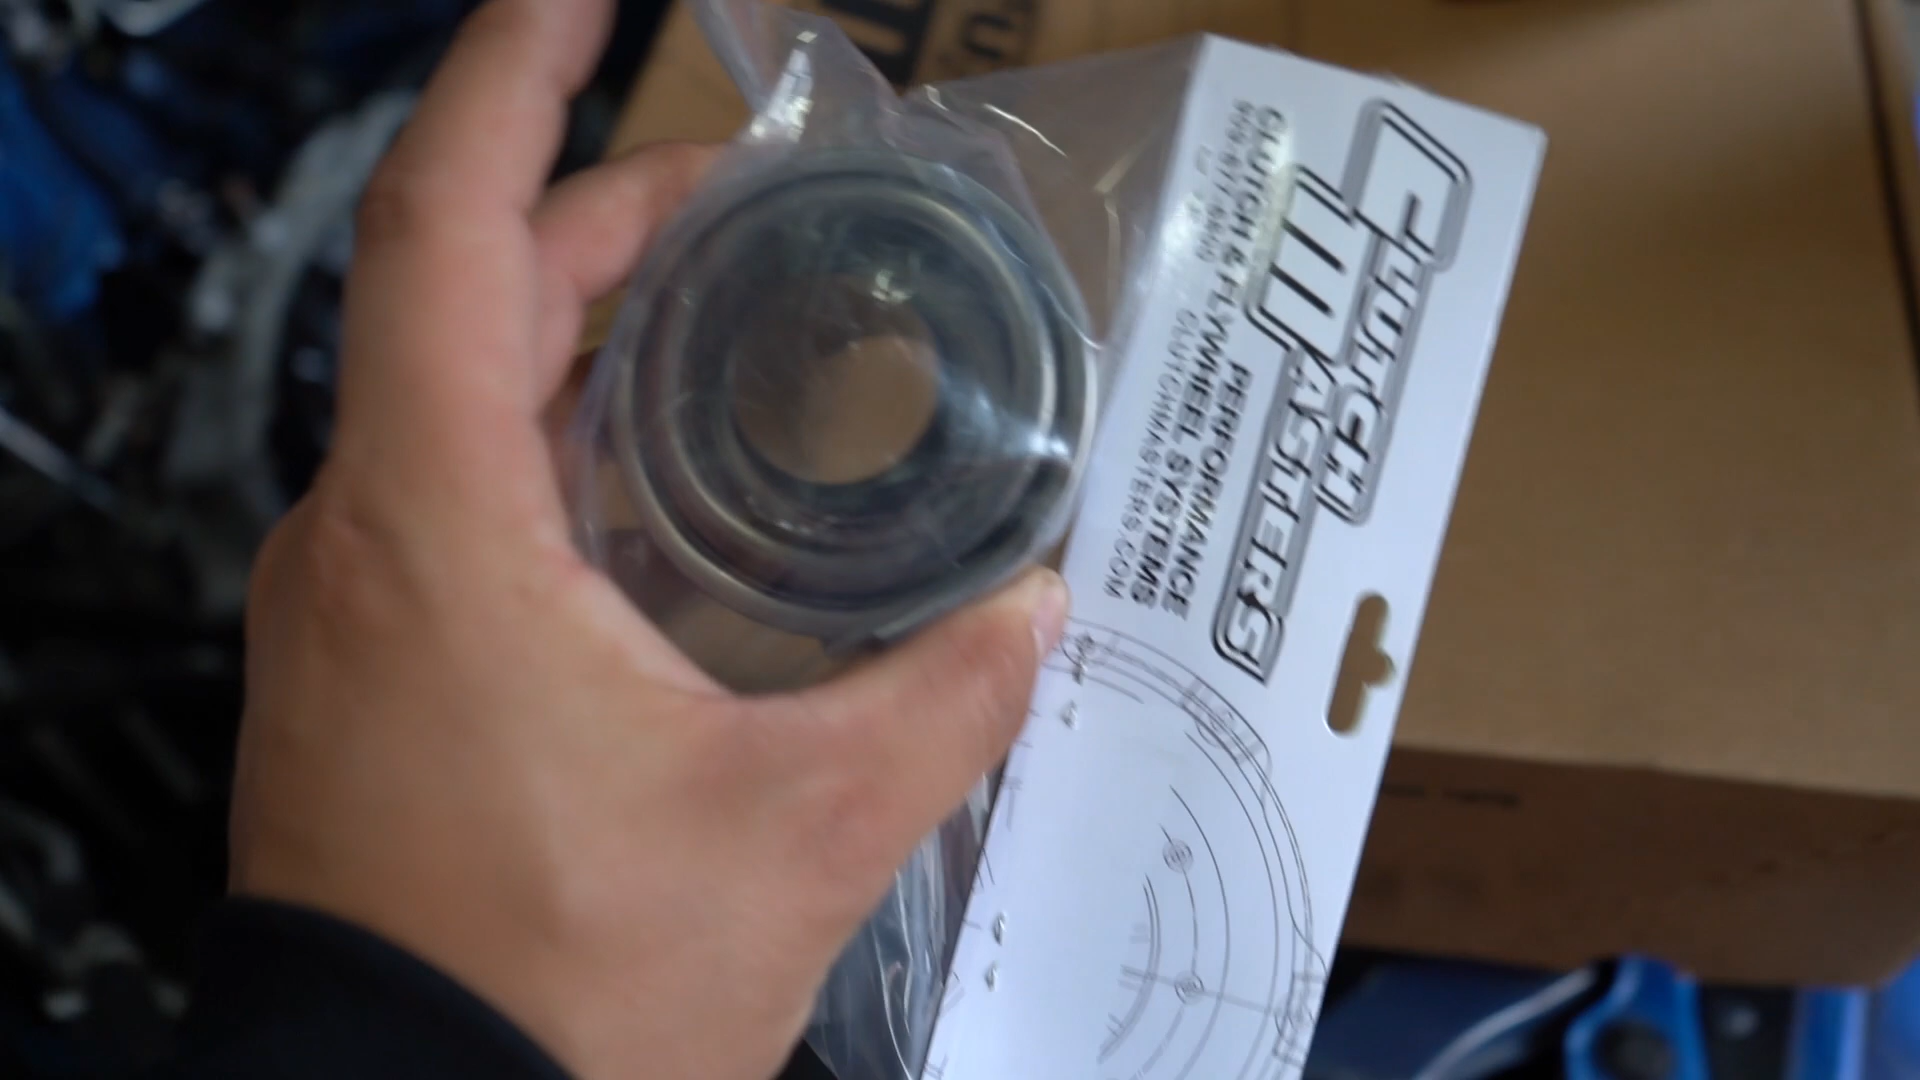 Clutch
MASTERS
PERFORMANCE
CLUTCH & FLYWHEEL SYSTEMS
CLUTCHMASTERS.COM